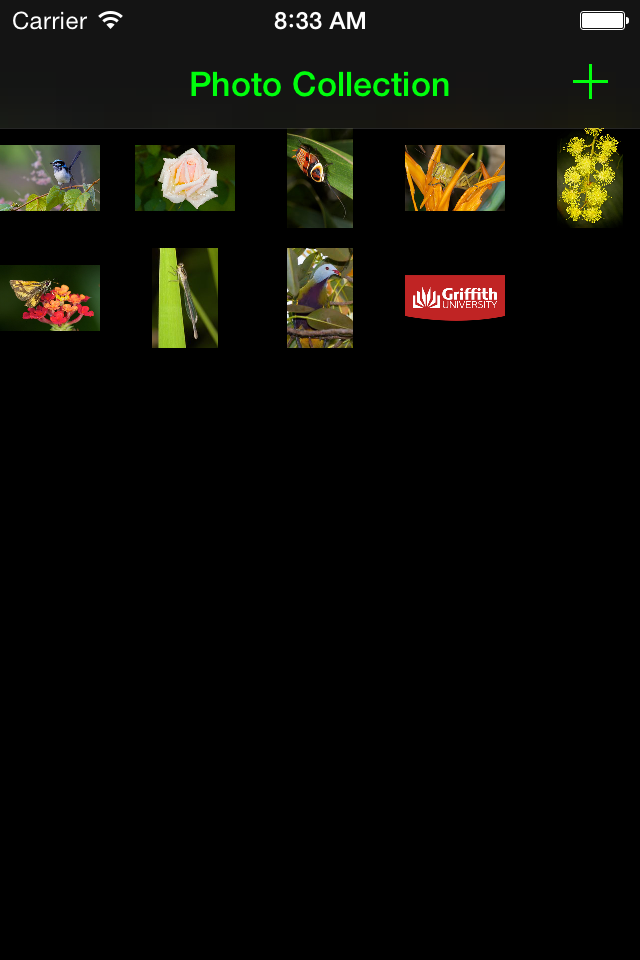 Carrier 8:33 AM
Photo Collection
Griffith
UNIVERSITY